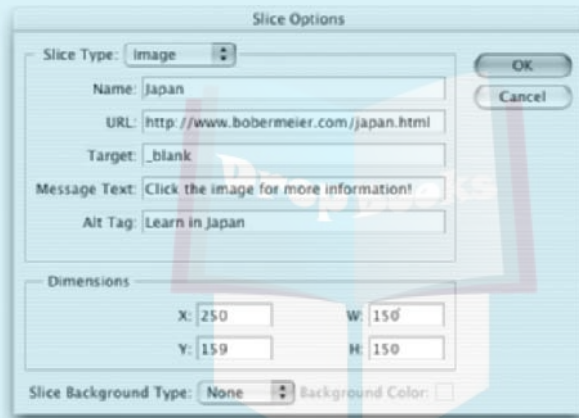 Slice Options
Slice Type: Image
OK
Name: Japan
Cancel
URL: http://www.bobermeier.com/japan.html
Target: _blank
Message Text: Click the image for more information!
Alt Tag: Learn in Japan
Drop Books
Dimensions
X: 250 W: 150
Y: 159 H: 150
Slice Background Type: None Background Color: